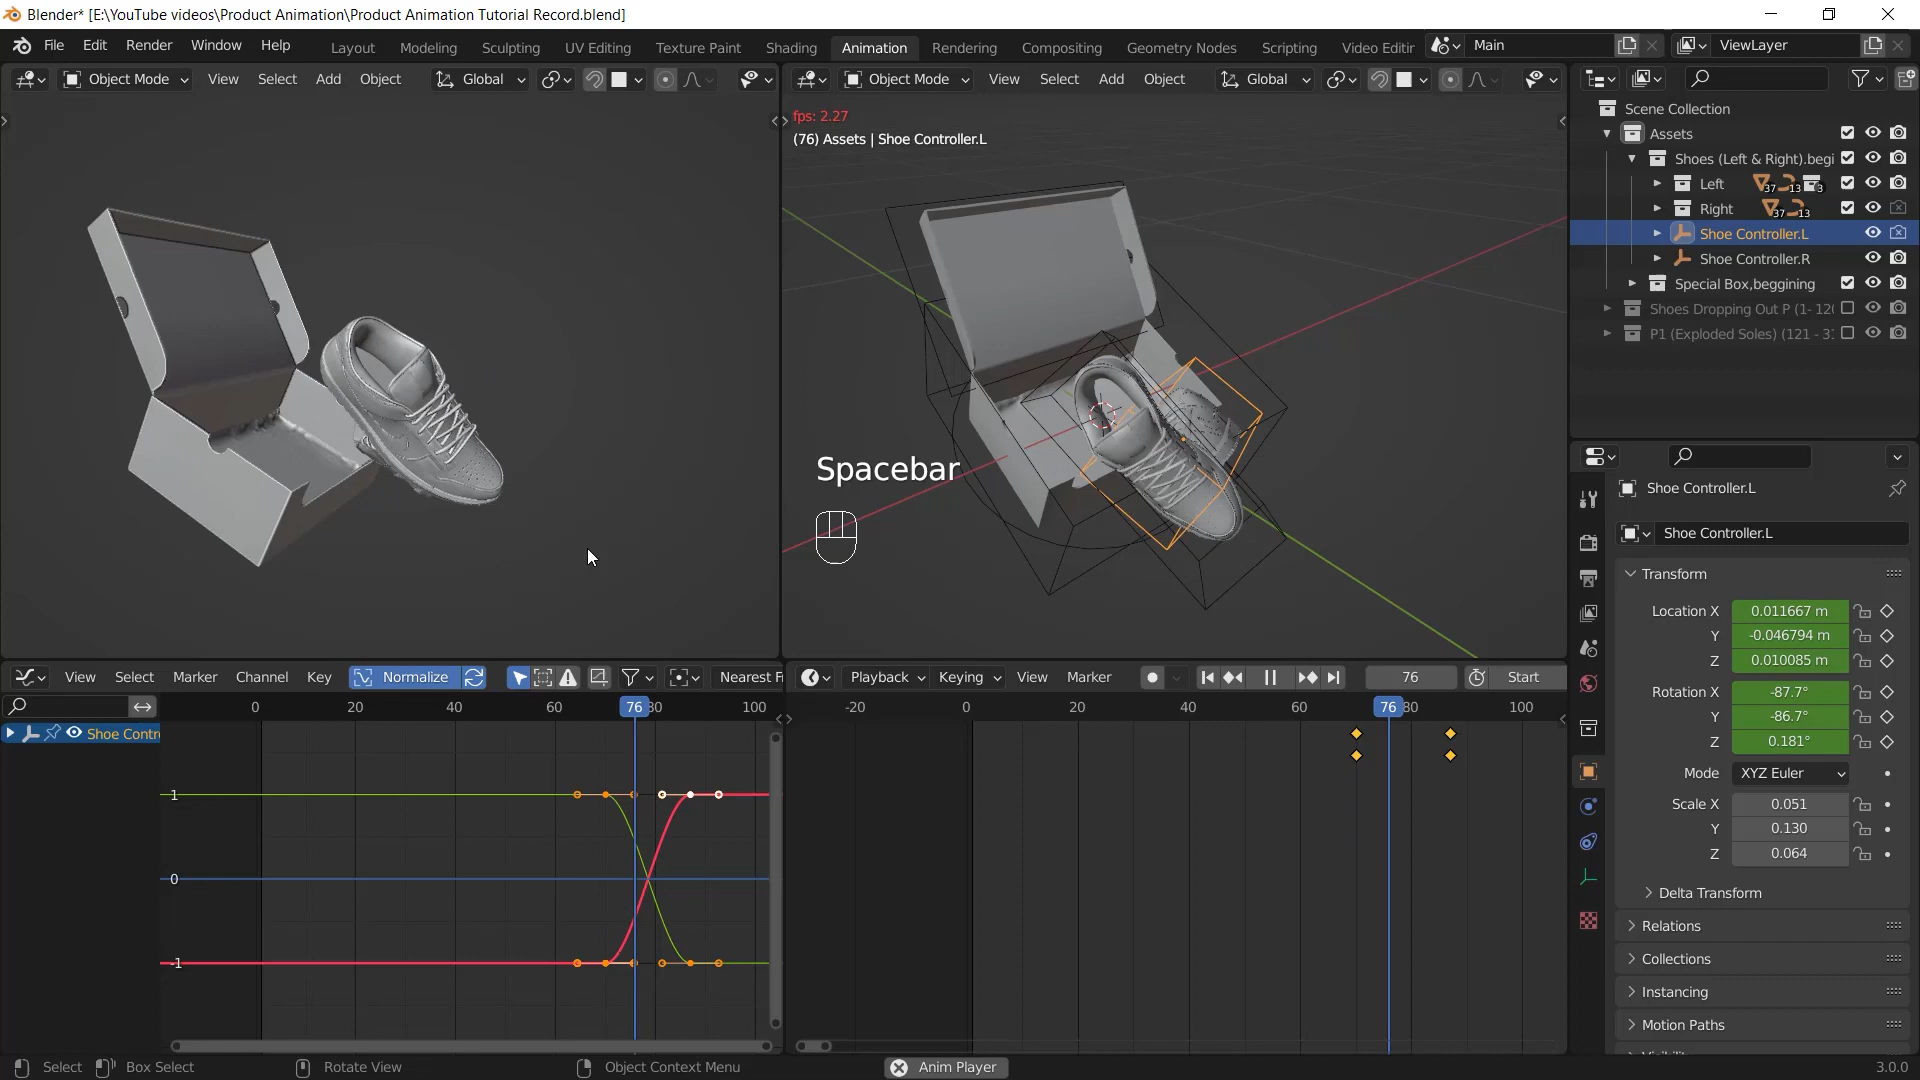 Blender* [E:\YouTube videos\Product Animation\Product Animation Tutorial Record.blend]
File Edit Render Window Help Layout Modeling Sculpting UV Editing Texture Paint Shading Animation Rendering Compositing Geometry Nodes Scripting Video Editir Main ViewLayer
Object Mode View Select Add Object Global
Object Mode View Select Add Object Global
fps: 2.27
(76) Assets | Shoe Controller.L
Spacebar
Scene Collection
Assets
Shoes (Left & Right).begi
Left 37 13 3
Right 37 13
Shoe Controller.L
Shoe Controller.R
Special Box,beggining
Shoes Dropping Out P (1- 120
P1 (Exploded Soles) (121 - 3
Shoe Controller.L
Shoe Controller.L
Transform
Location X 0.011667 m
Y -0.046794 m
Z 0.010085 m
Rotation X -87.7°
Y -86.7°
Z 0.181°
Mode XYZ Euler
Scale X 0.051
Y 0.130
Z 0.064
Delta Transform
Relations
Collections
Instancing
Motion Paths
View Select Marker Channel Key Normalize Nearest F
0 20 40 60 76 80 100
Shoe Contr
1
0
-1
Playback Keying View Marker 76 Start
-20 0 20 40 60 76 80 100
Select Box Select Rotate View Object Context Menu Anim Player 3.0.0